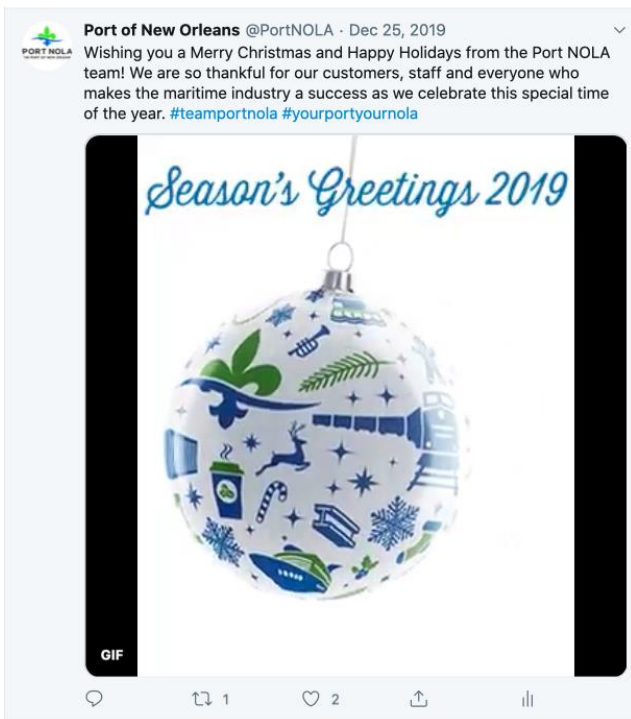 Port of New Orleans @PortNOLA · Dec 25, 2019
PORT NOLA
Wishing you a Merry Christmas and Happy Holidays from the Port NOLA
team! We are so thankful for our customers, staff and everyone who
makes the maritime industry a success as we celebrate this special time
of the year. #teamportnola #yourportyournola
Season's Greetings 2019
GIF
1
2